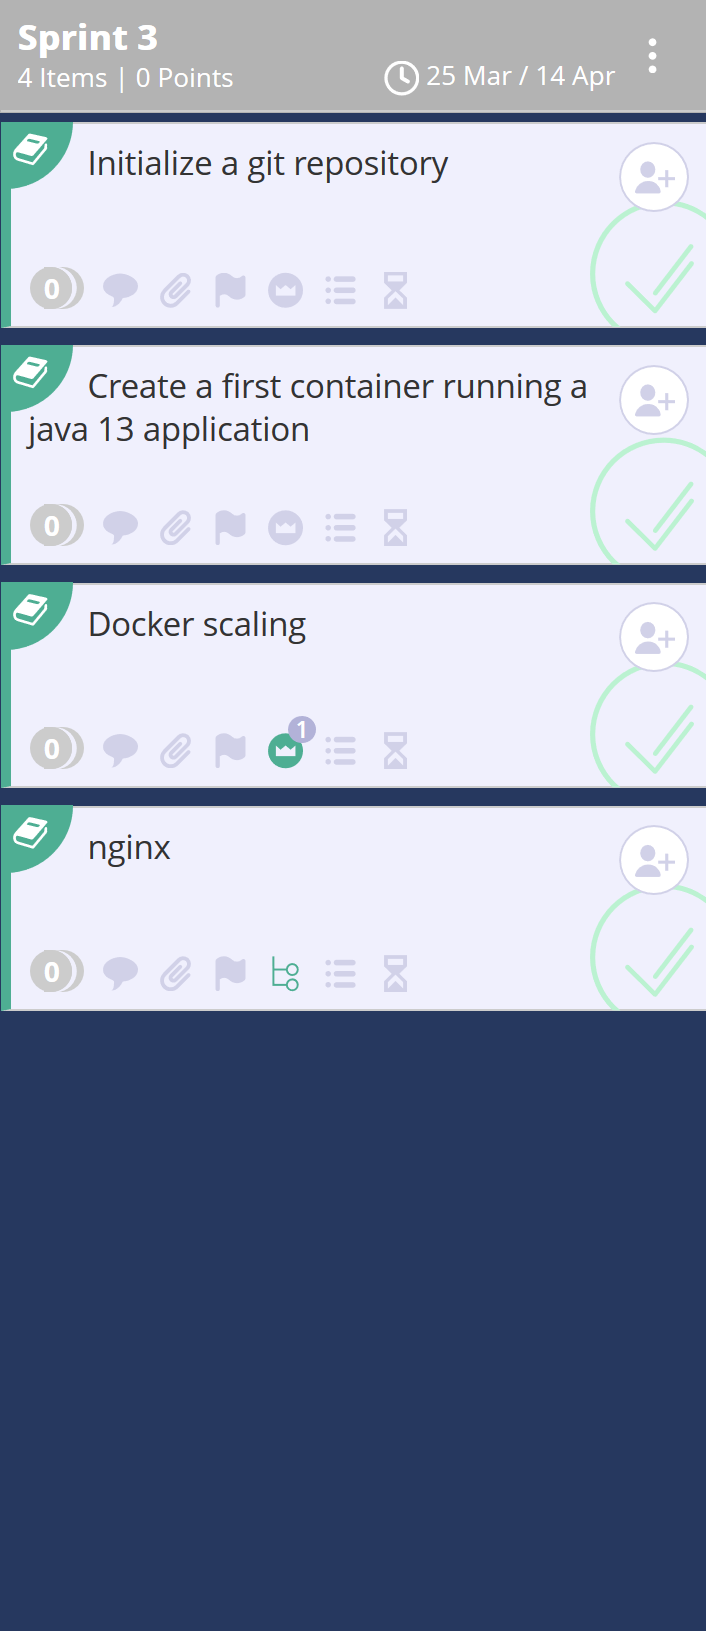 Sprint 3
4 Items | 0 Points
25 Mar / 14 Apr
Initialize a git repository
0
Create a first container running a
java 13 application
0
Docker scaling
0
1
nginx
0